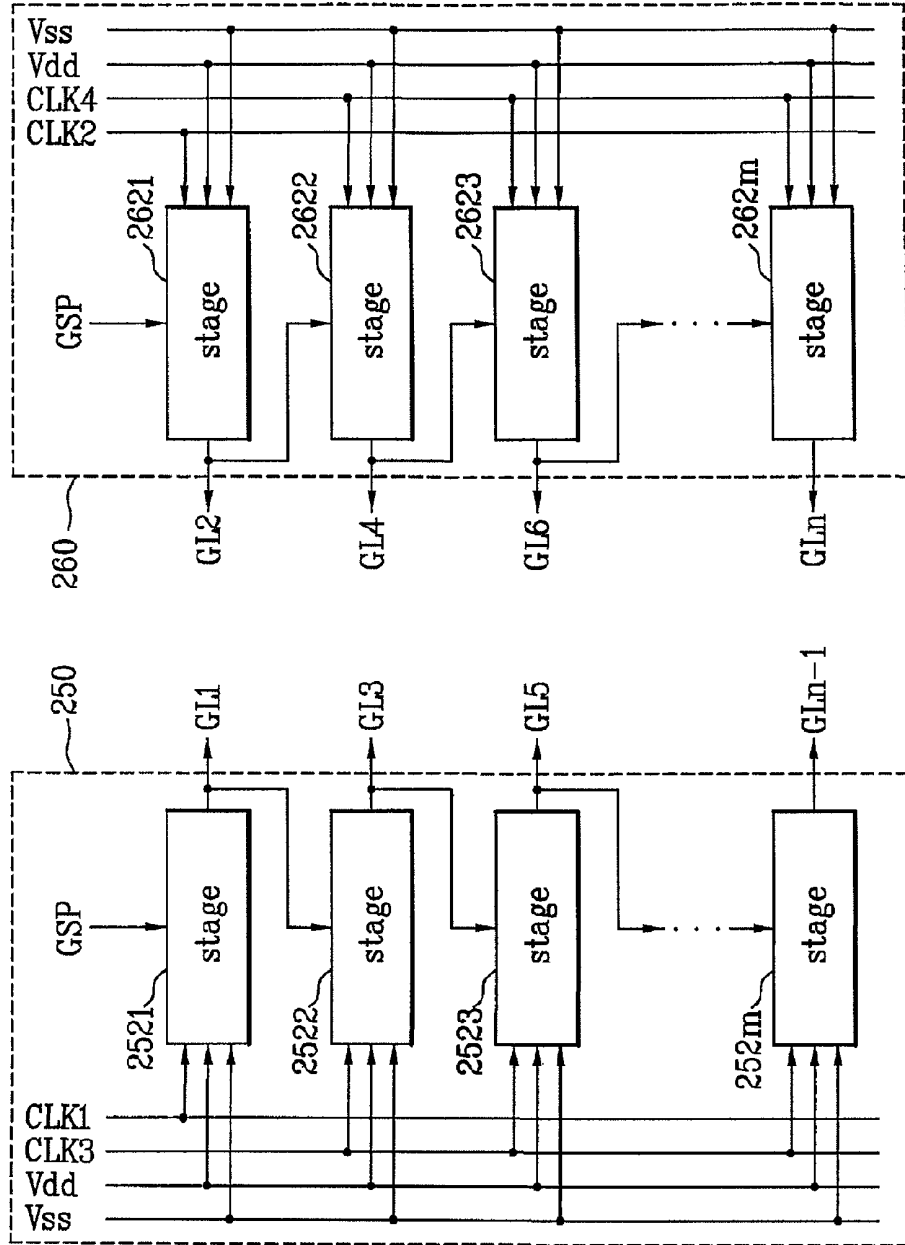 Vss
Vdd
CLK4
CLK2
GSP
2621
2622
2623
262m
stage
stage
stage
stage
260
GL2
GL4
GL6
GLn
250
GL1
GL3
GL5
GLn-1
GSP
stage
stage
stage
stage
2521
2522
2523
252m
CLK1
CLK3
Vdd
Vss